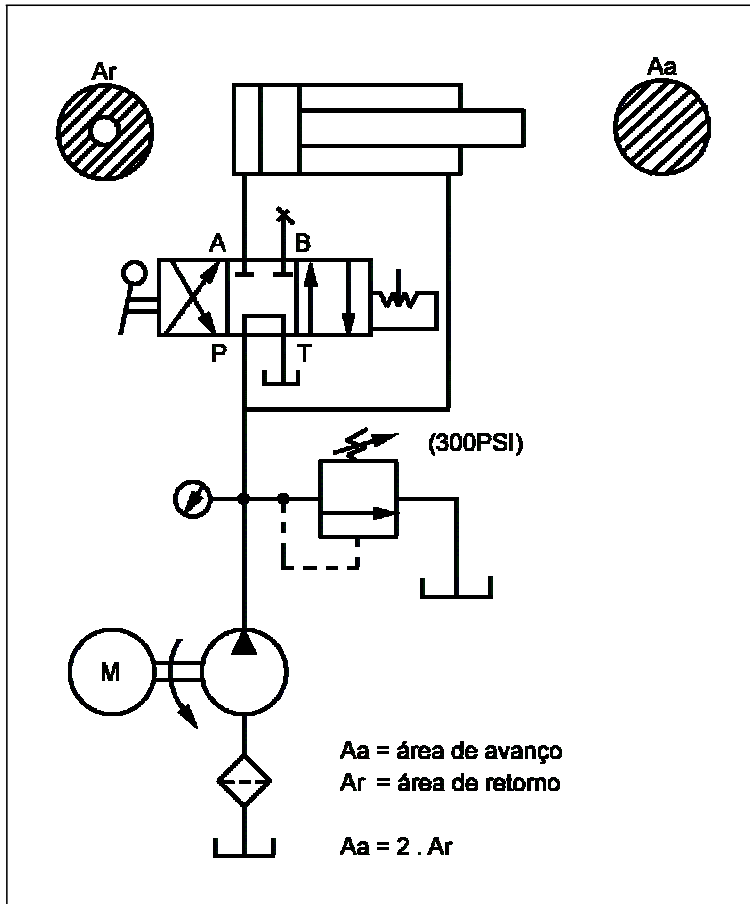 Ar
Aa
A
B
P
T
(300PSI)
M
Aa = área de avanço
Ar = área de retorno
Aa = 2 . Ar